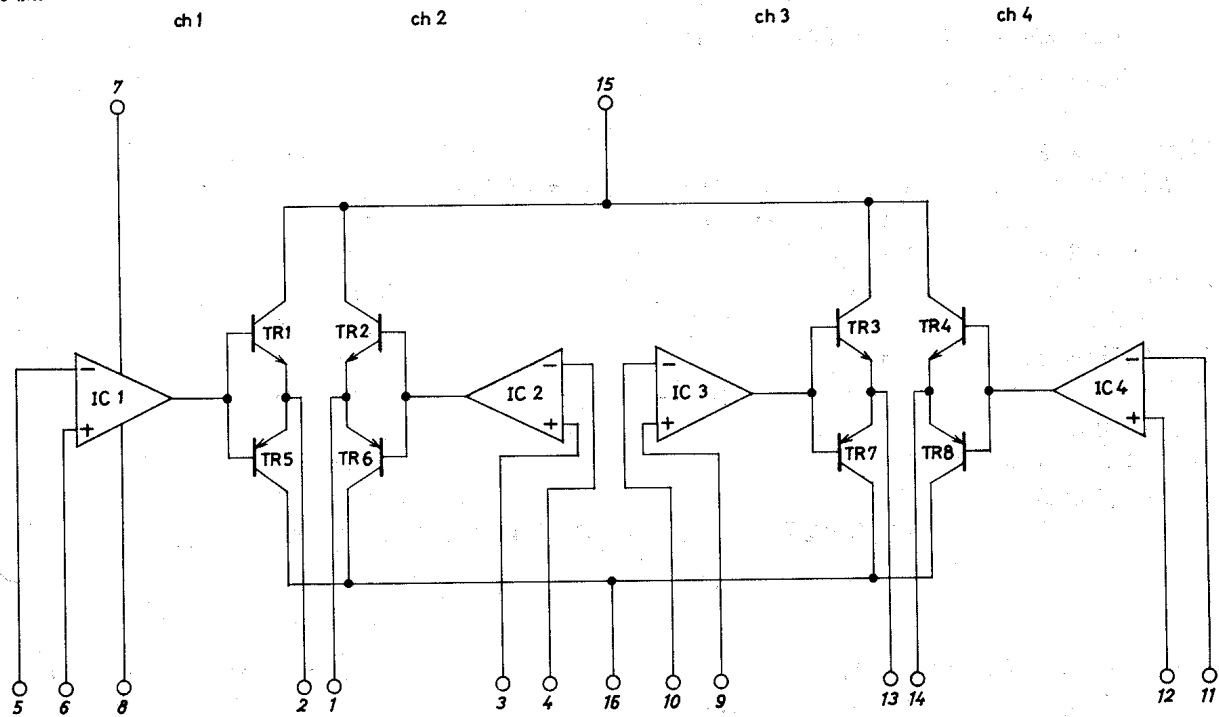 ch 1 ch 2 ch 3 ch 4
7 15
TR1 TR2 TR3 TR4
− − − −
IC 1 IC 2 IC 3 IC 4
+ + + +
TR5 TR6 TR7 TR8
5 6 8 2 1 3 4 16 10 9 13 14 12 11